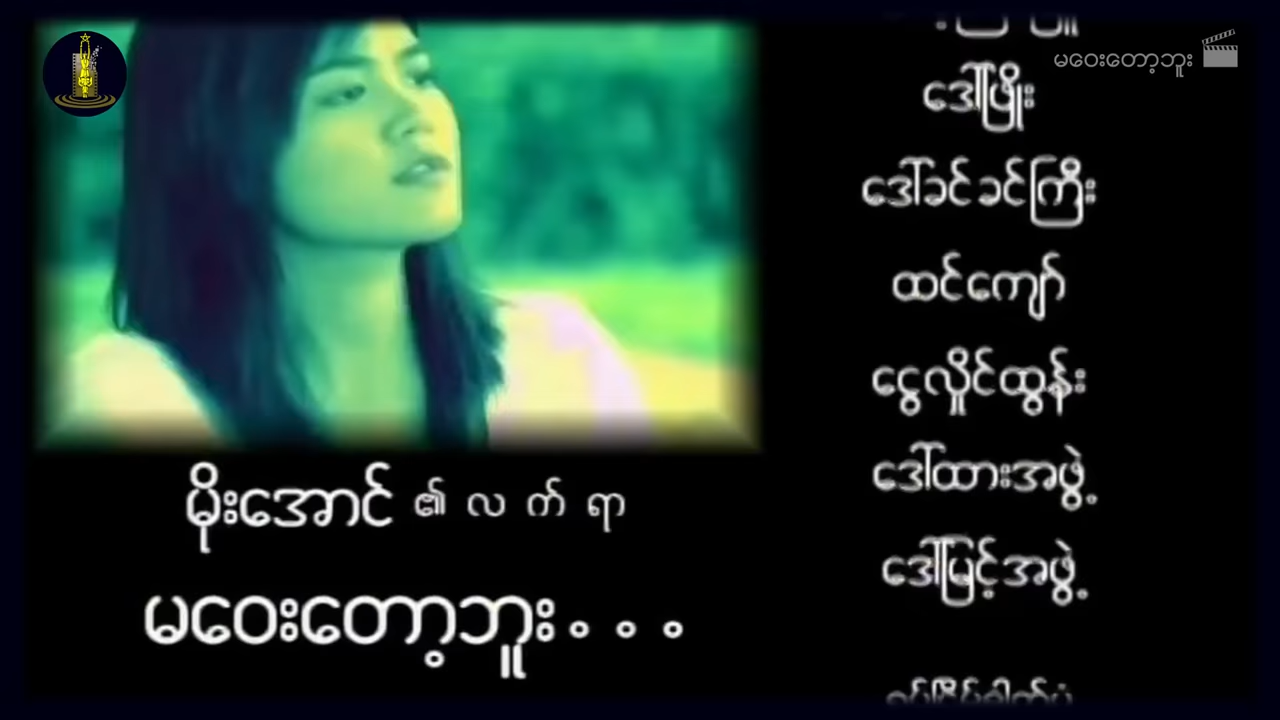 မဝေးတော့ဘူး
ဒေါ်ဖြိုး
ဒေါ်ခင်ခင်ကြီး
ထင်ကျော်
ငွေလှိုင်ထွန်း
ဒေါ်ထားအဖွဲ့
ဒေါ်မြင့်အဖွဲ့
မိုးအောင် ၏ လက်ရာ
မဝေးတော့ဘူး...